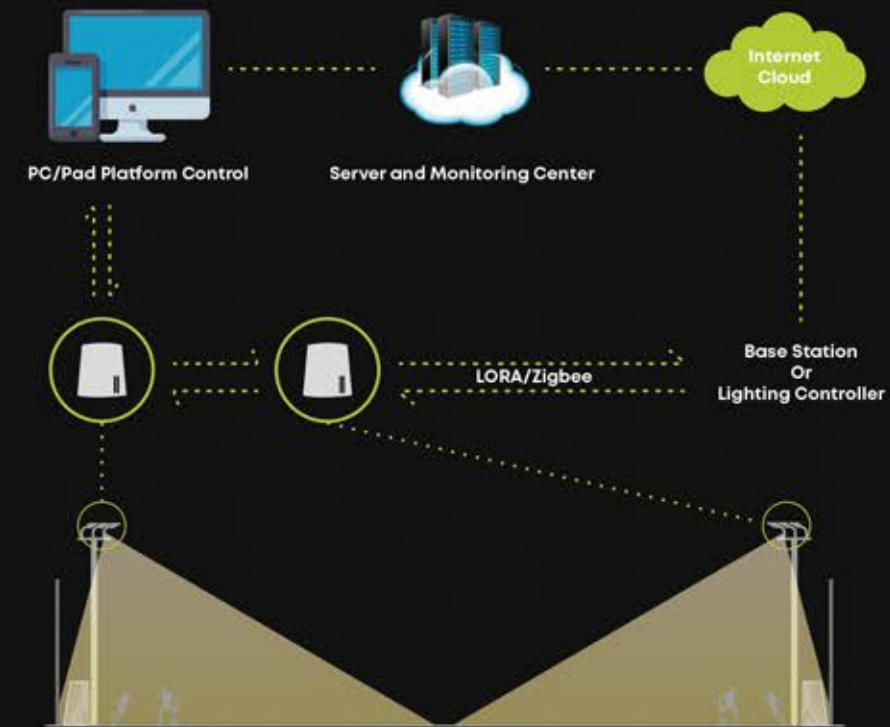 Internet
Cloud
PC/Pad Platform Control
Server and Monitoring Center
LORA/Zigbee
Base Station
Or
Lighting Controller